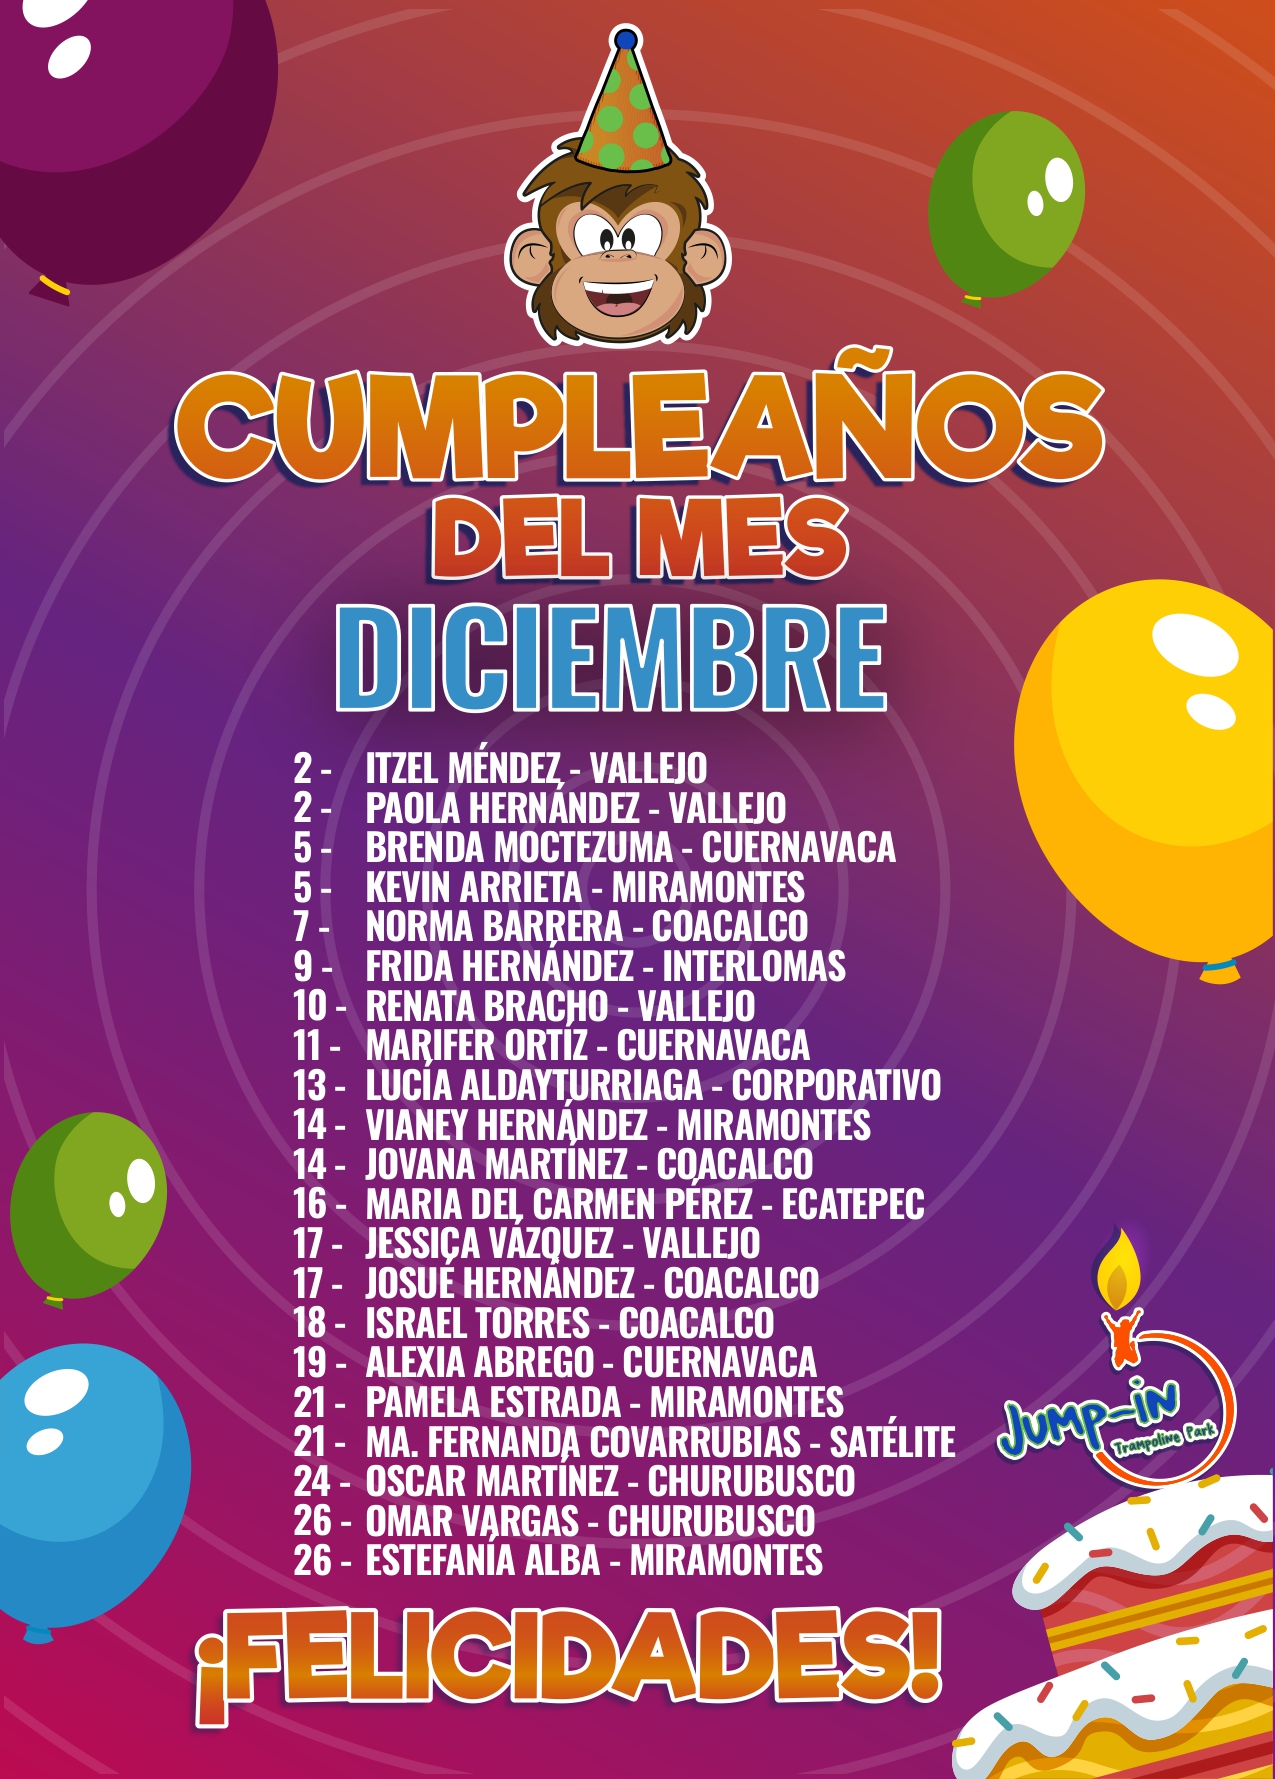 CUMPLEAÑOS
DEL MES
DICIEMBRE
2 - ITZEL MÉNDEZ - VALLEJO
2 - PAOLA HERNÁNDEZ - VALLEJO
5 - BRENDA MOCTEZUMA - CUERNAVACA
5 - KEVIN ARRIETA - MIRAMONTES
7 - NORMA BARRERA - COACALCO
9 - FRIDA HERNÁNDEZ - INTERLOMAS
10 - RENATA BRACHO - VALLEJO
11 - MARIFER ORTÍZ - CUERNAVACA
13 - LUCÍA ALDAYTURRIAGA - CORPORATIVO
14 - VIANEY HERNÁNDEZ - MIRAMONTES
14 - JOVANA MARTÍNEZ - COACALCO
16 - MARIA DEL CARMEN PÉREZ - ECATEPEC
17 - JESSICA VÁZQUEZ - VALLEJO
17 - JOSUÉ HERNÁNDEZ - COACALCO
18 - ISRAEL TORRES - COACALCO
19 - ALEXIA ABREGO - CUERNAVACA
21 - PAMELA ESTRADA - MIRAMONTES
21 - MA. FERNANDA COVARRUBIAS - SATÉLITE
24 - OSCAR MARTÍNEZ - CHURUBUSCO
26 - OMAR VARGAS - CHURUBUSCO
26 - ESTEFANÍA ALBA - MIRAMONTES
JUMP-IN
Trampoline Park
¡FELICIDADES!